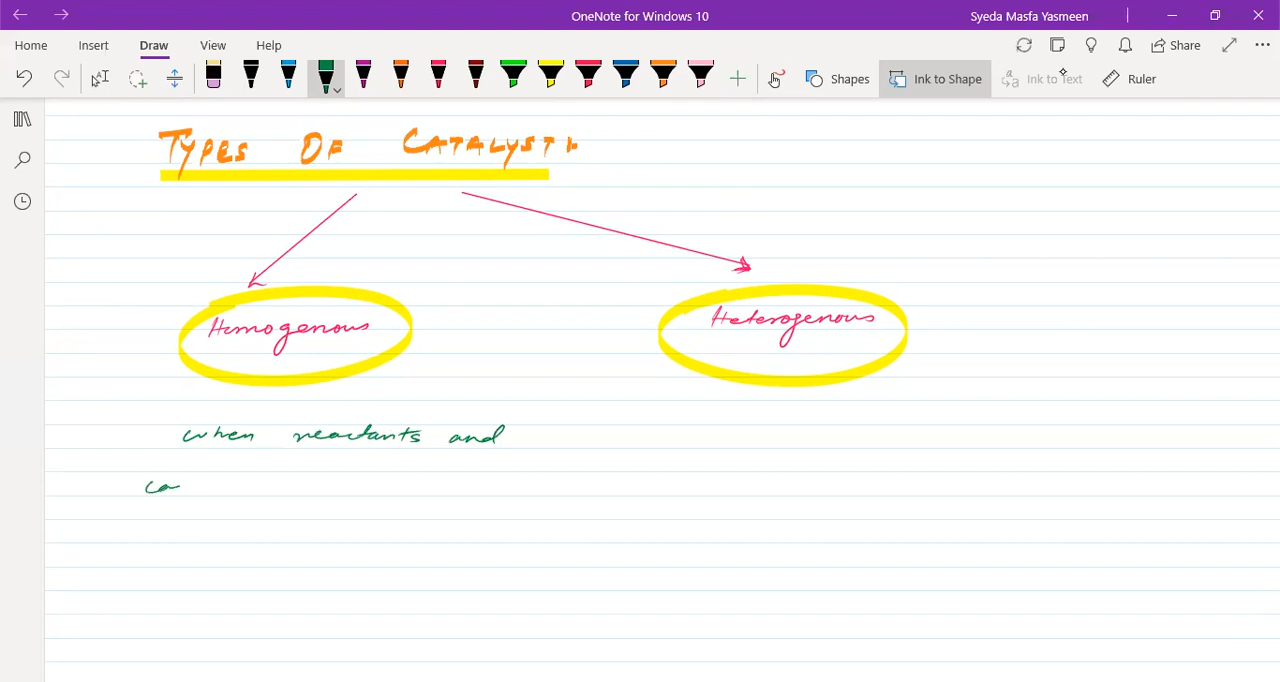 OneNote for Windows 10
Syeda Masfa Yasmeen
Home Insert Draw View Help
Share
Shapes
Ink to Shape
Ink to Text
Ruler
TYPES OF
Homogenous
Heterogenous
when reactants and
ca